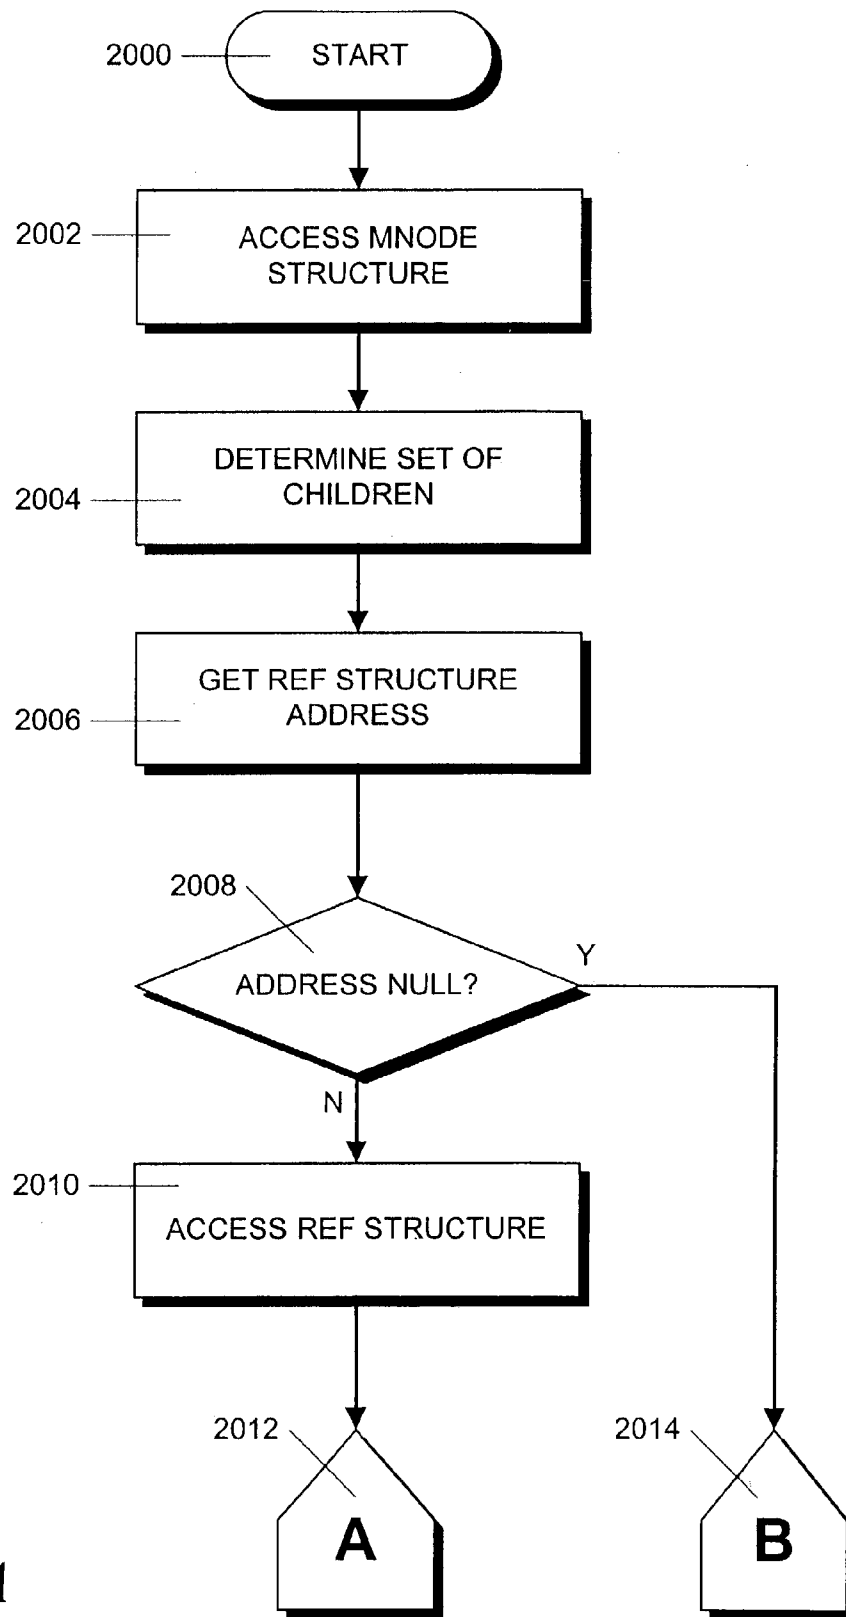 2000
START
2002
ACCESS MNODE
STRUCTURE
DETERMINE SET OF
CHILDREN
2004
GET REF STRUCTURE
ADDRESS
2006
2008
ADDRESS NULL?
Y
N
2010
ACCESS REF STRUCTURE
2012
2014
A
B